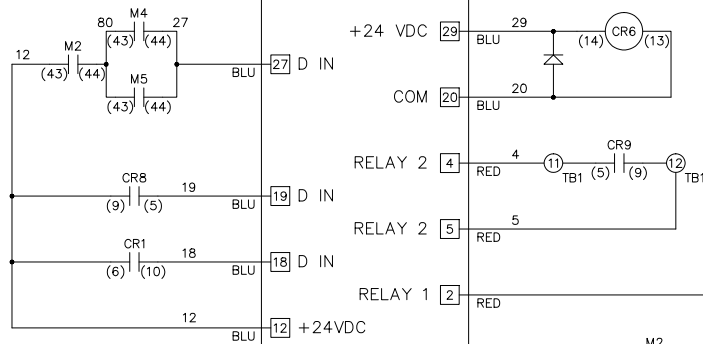 80 M4 27
(43) (44)
12 M2
(43) (44)
M5
(43) (44)
BLU 27 D IN
CR8
19
(9) (5)
BLU 19 D IN
CR1
18
(6) (10)
BLU 18 D IN
12
BLU 12 +24VDC
+24 VDC 29 BLU 29
(14) CR6 (13)
COM 20 BLU 20
RELAY 2 4 RED 4
11 TB1
CR9
(5) (9)
12 TB1
RELAY 2 5 RED 5
RELAY 1 2 RED
M2